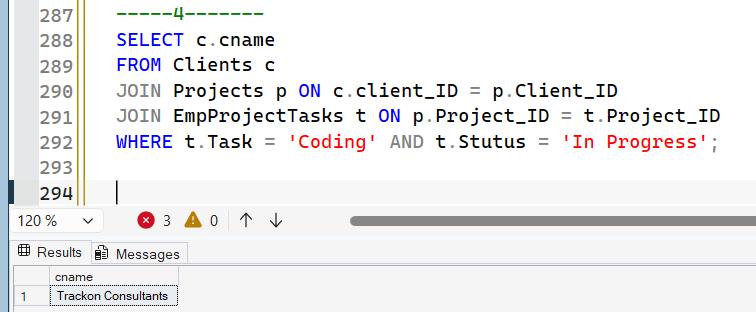 287 -----4-------
288 SELECT c.cname
289 FROM Clients c
290 JOIN Projects p ON c.client_ID = p.Client_ID
291 JOIN EmpProjectTasks t ON p.Project_ID = t.Project_ID
292 WHERE t.Task = 'Coding' AND t.Stutus = 'In Progress';
293
294
120 % 3 0
Results Messages
cname
1 Trackon Consultants